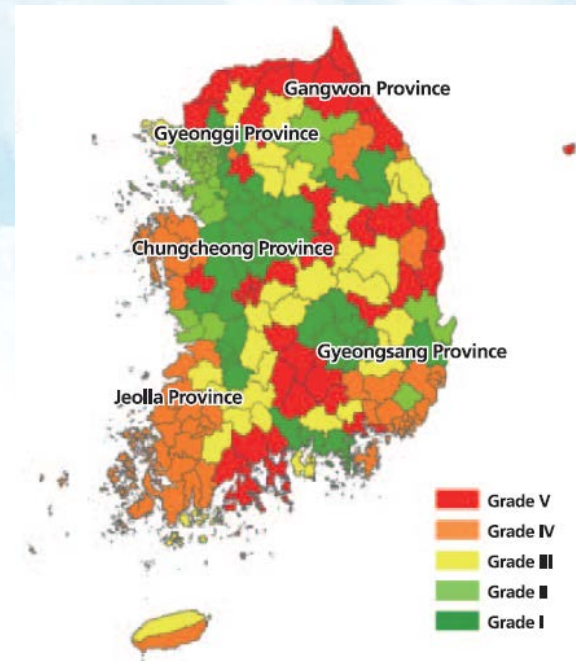 Gangwon Province
Gyeonggi Province
Chungcheong Province
Gyeongsang Province
Jeolla Province
Grade V
Grade IV
Grade III
Grade II
Grade I